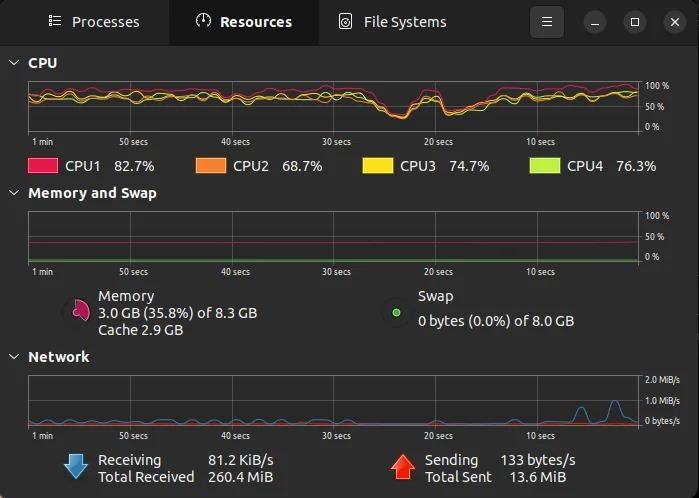 Processes Resources File Systems
CPU
100 %
50 %
0 %
1 min 50 secs 40 secs 30 secs 20 secs 10 secs
CPU1 82.7% CPU2 68.7% CPU3 74.7% CPU4 76.3%
Memory and Swap
100 %
50 %
0 %
1 min 50 secs 40 secs 30 secs 20 secs 10 secs
Memory
3.0 GB (35.8%) of 8.3 GB
Cache 2.9 GB
Swap
0 bytes (0.0%) of 8.0 GB
Network
2.0 MiB/s
1.0 MiB/s
0 bytes/s
1 min 50 secs 40 secs 30 secs 20 secs 10 secs
Receiving 81.2 KiB/s
Total Received 260.4 MiB
Sending 133 bytes/s
Total Sent 13.6 MiB